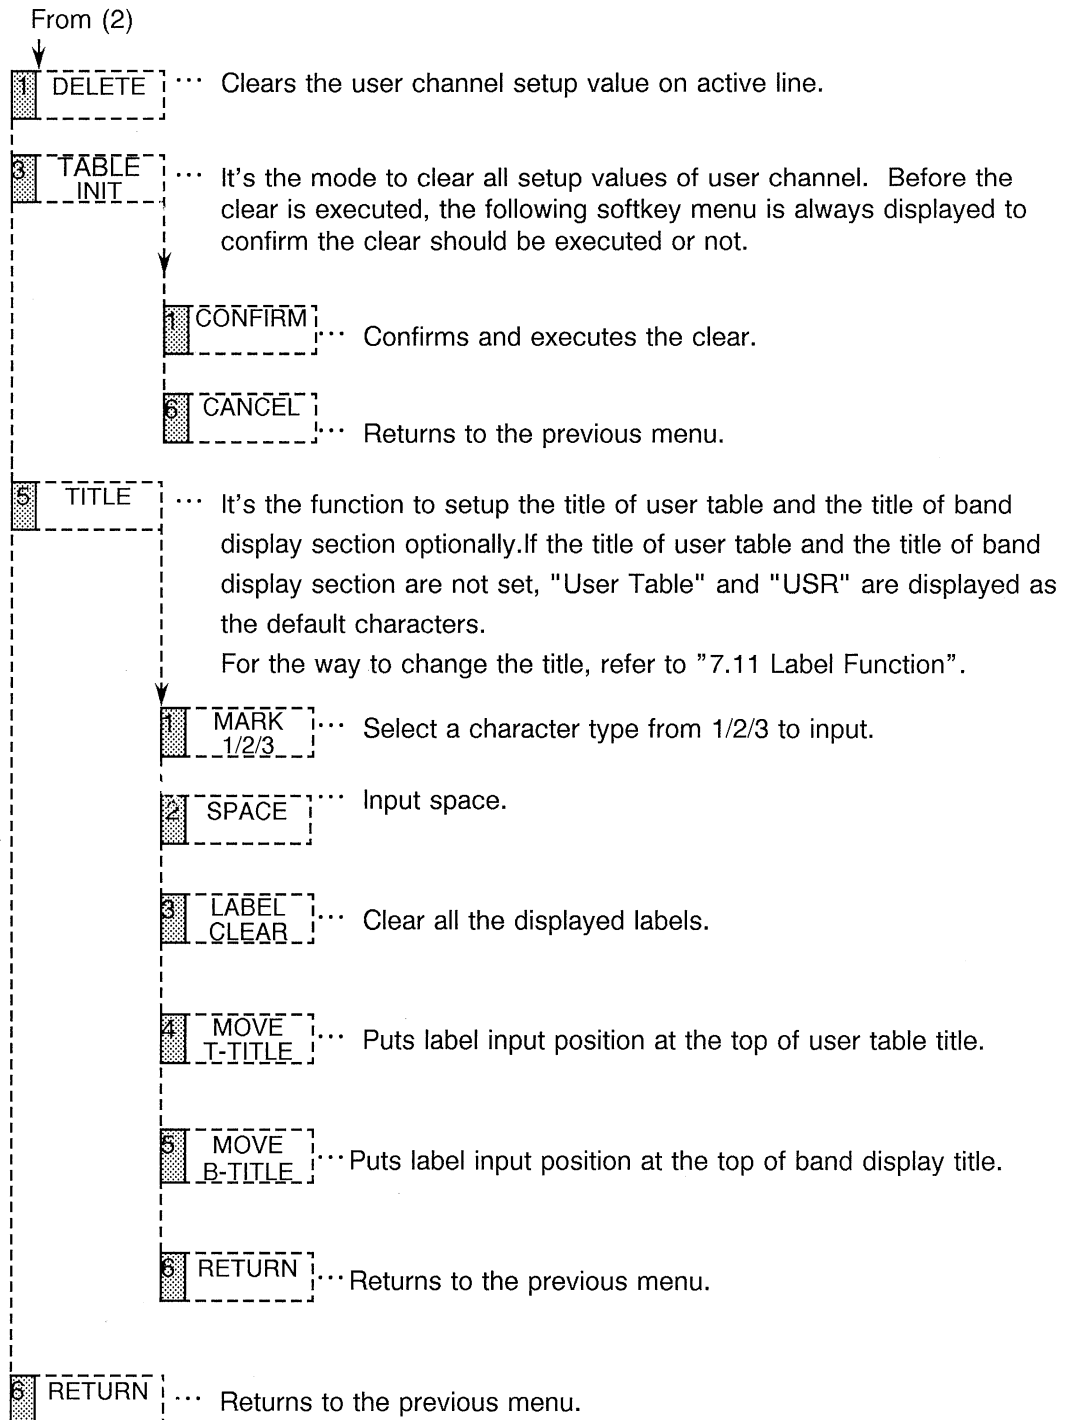 From (2)
1 DELETE ··· Clears the user channel setup value on active line.
3 TABLE INIT ··· It's the mode to clear all setup values of user channel. Before the
clear is executed, the following softkey menu is always displayed to
confirm the clear should be executed or not.
1 CONFIRM ··· Confirms and executes the clear.
6 CANCEL ··· Returns to the previous menu.
5 TITLE ··· It's the function to setup the title of user table and the title of band
display section optionally.If the title of user table and the title of band
display section are not set, "User Table" and "USR" are displayed as
the default characters.
For the way to change the title, refer to "7.11 Label Function".
1 MARK 1/2/3 ··· Select a character type from 1/2/3 to input.
2 SPACE ··· Input space.
3 LABEL CLEAR ··· Clear all the displayed labels.
4 MOVE T-TITLE ··· Puts label input position at the top of user table title.
5 MOVE B-TITLE ··· Puts label input position at the top of band display title.
6 RETURN ··· Returns to the previous menu.
6 RETURN ··· Returns to the previous menu.